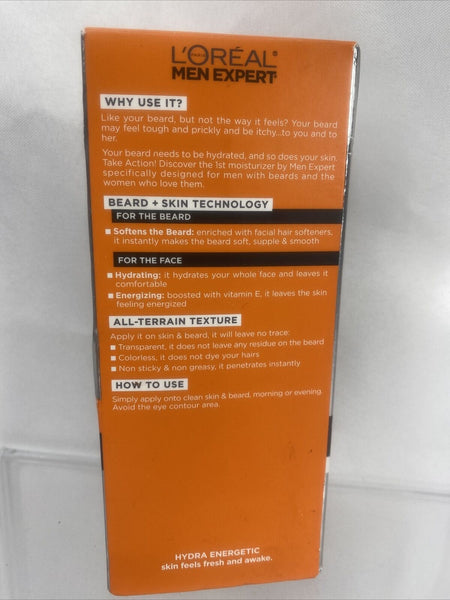 L'ORÉAL®
PARIS
MEN EXPERT
WHY USE IT?
Like your beard, but not the way it feels? Your beard
may feel tough and prickly and be itchy...to you and to
her.
Your beard needs to be hydrated, and so does your skin.
Take Action! Discover the 1st moisturizer by Men Expert
specifically designed for men with beards and the
women who love them.
BEARD + SKIN TECHNOLOGY
FOR THE BEARD
Softens the Beard: enriched with facial hair softeners,
it instantly makes the beard soft, supple & smooth
FOR THE FACE
Hydrating: it hydrates your whole face and leaves it
comfortable
Energizing: boosted with vitamin E, it leaves the skin
feeling energized
ALL-TERRAIN TEXTURE
Apply it on skin & beard, it will leave no trace:
Transparent, it does not leave any residue on the beard
Colorless, it does not dye your hairs
Non sticky & non greasy, it penetrates instantly
HOW TO USE
Simply apply onto clean skin & beard, morning or evening.
Avoid the eye contour area.
HYDRA ENERGETIC
skin feels fresh and awake.